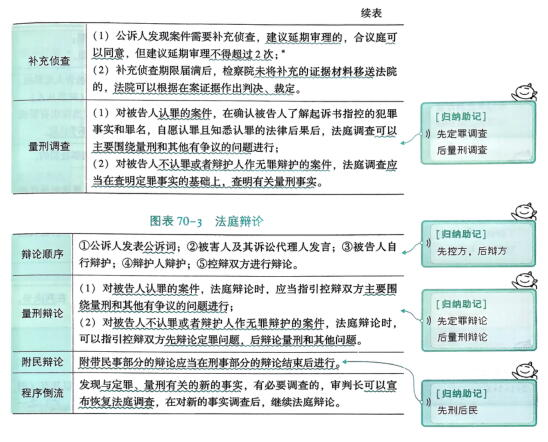 续表
补充侦查
（1）公诉人发现案件需要补充侦查，建议延期审理的，合议庭可
以同意，但建议延期审理不得超过 2 次；*
（2）补充侦查期限届满后，检察院未将补充的证据材料移送法院
的，法院可以根据在案证据作出判决、裁定。
量刑调查
（1）对被告人认罪的案件，在确认被告人了解起诉书指控的犯罪
事实和罪名，自愿认罪且知悉认罪的法律后果后，法庭调查可以
主要围绕量刑和其他有争议的问题进行；
（2）对被告人不认罪或者辩护人作无罪辩护的案件，法庭调查应
当在查明定罪事实的基础上，查明有关量刑事实。
［归纳助记］
先定罪调查
后量刑调查
图表 70-3 法庭辩论
辩论顺序
①公诉人发表公诉词；②被害人及其诉讼代理人发言；③被告人自
行辩护；④辩护人辩护；⑤控辩双方进行辩论。
［归纳助记］
先控方，后辩方
量刑辩论
（1）对被告人认罪的案件，法庭辩论时，应当指引控辩双方主要围
绕量刑和其他有争议的问题进行；
（2）对被告人不认罪或者辩护人作无罪辩护的案件，法庭辩论时，
可以指引控辩双方先辩论定罪问题，后辩论量刑和其他问题。
［归纳助记］
先定罪辩论
后量刑辩论
附民辩论
附带民事部分的辩论应当在刑事部分的辩论结束后进行。
程序倒流
发现与定罪、量刑有关的新的事实，有必要调查的，审判长可以宣
布恢复法庭调查，在对新的事实调查后，继续法庭辩论。
［归纳助记］
先刑后民